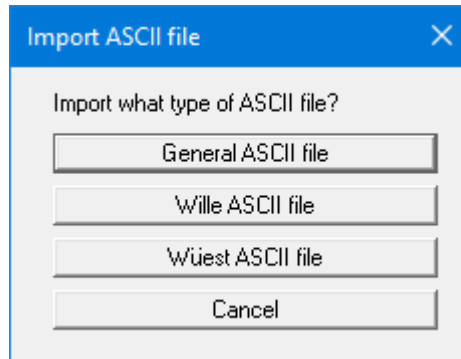 Import ASCII file
Import what type of ASCII file?
General ASCII file
Wille ASCII file
Wüest ASCII file
Cancel